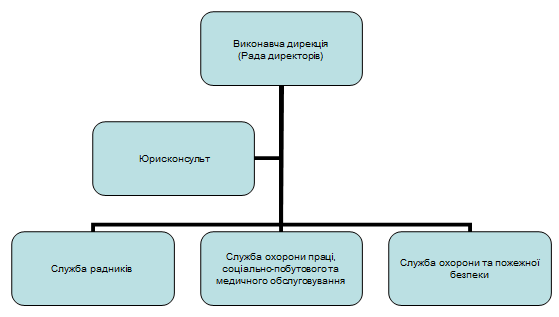 Виконавча дирекція
(Рада директорів)
Юрисконсульт
Служба радників
Служба охорони праці,
соціально-побутового та
медичного обслуговування
Служба охорони та пожежної
безпеки